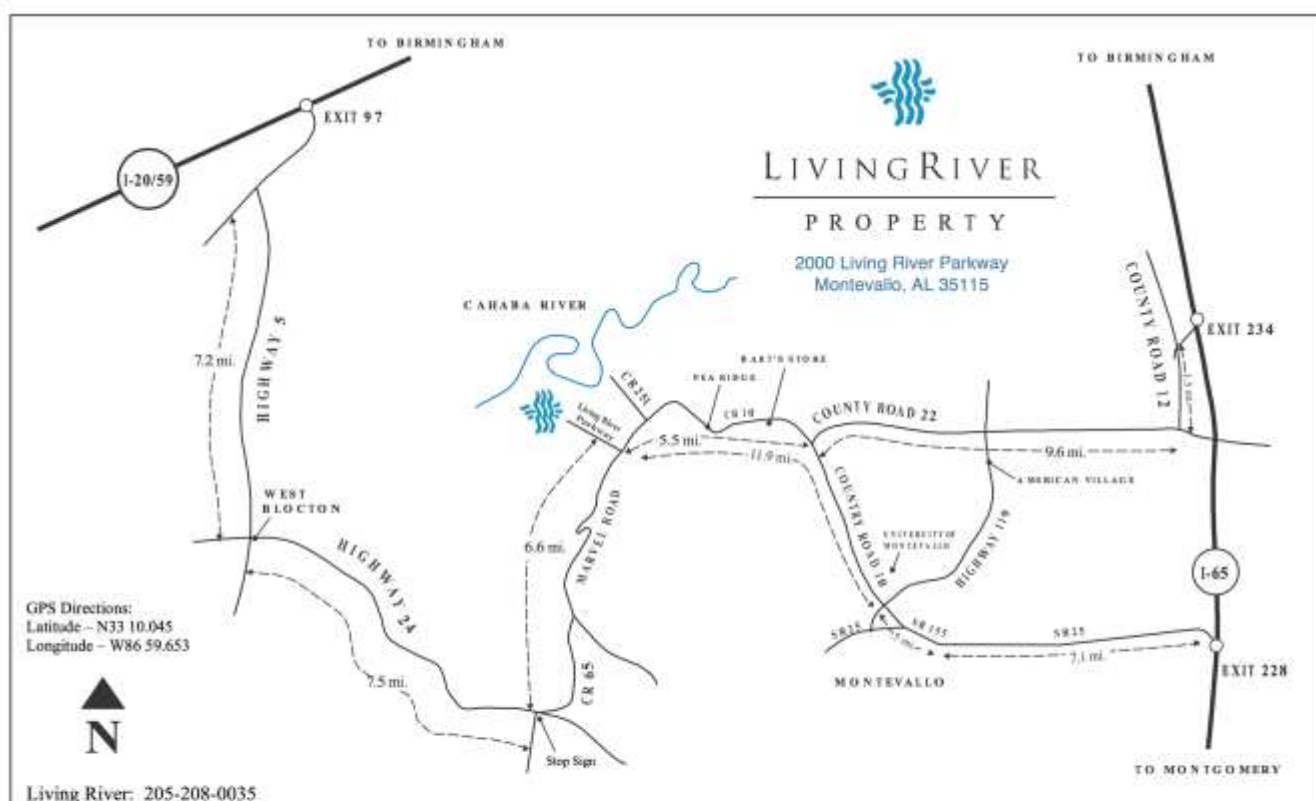 TO BIRMINGHAM
EXIT 97
I-20/59
TO BIRMINGHAM
LIVINGRIVER
PROPERTY
2000 Living River Parkway
Montevallo, AL 35115
CAHABA RIVER
COUNTY ROAD 12
EXIT 234
1.5 mi.
7.2 mi.
HIGHWAY 5
BART'S STORE
PEA RIDGE
CR 251
CR 10
COUNTY ROAD 22
Living River
Parkway
5.5 mi.
11.9 mi.
9.6 mi.
AMERICAN VILLAGE
WEST
BLOCTON
MARVEL ROAD
COUNTRY ROAD 10
UNIVERSITY OF
MONTEVALLO
HIGHWAY 119
6.6 mi.
HIGHWAY 24
I-65
GPS Directions:
Latitude – N33 10.045
Longitude – W86 59.653
SR25
SR 155
SR25
7.1 mi.
EXIT 228
7.5 mi.
CR 65
MONTEVALLO
N
Stop Sign
TO MONTGOMERY
Living River: 205-208-0035